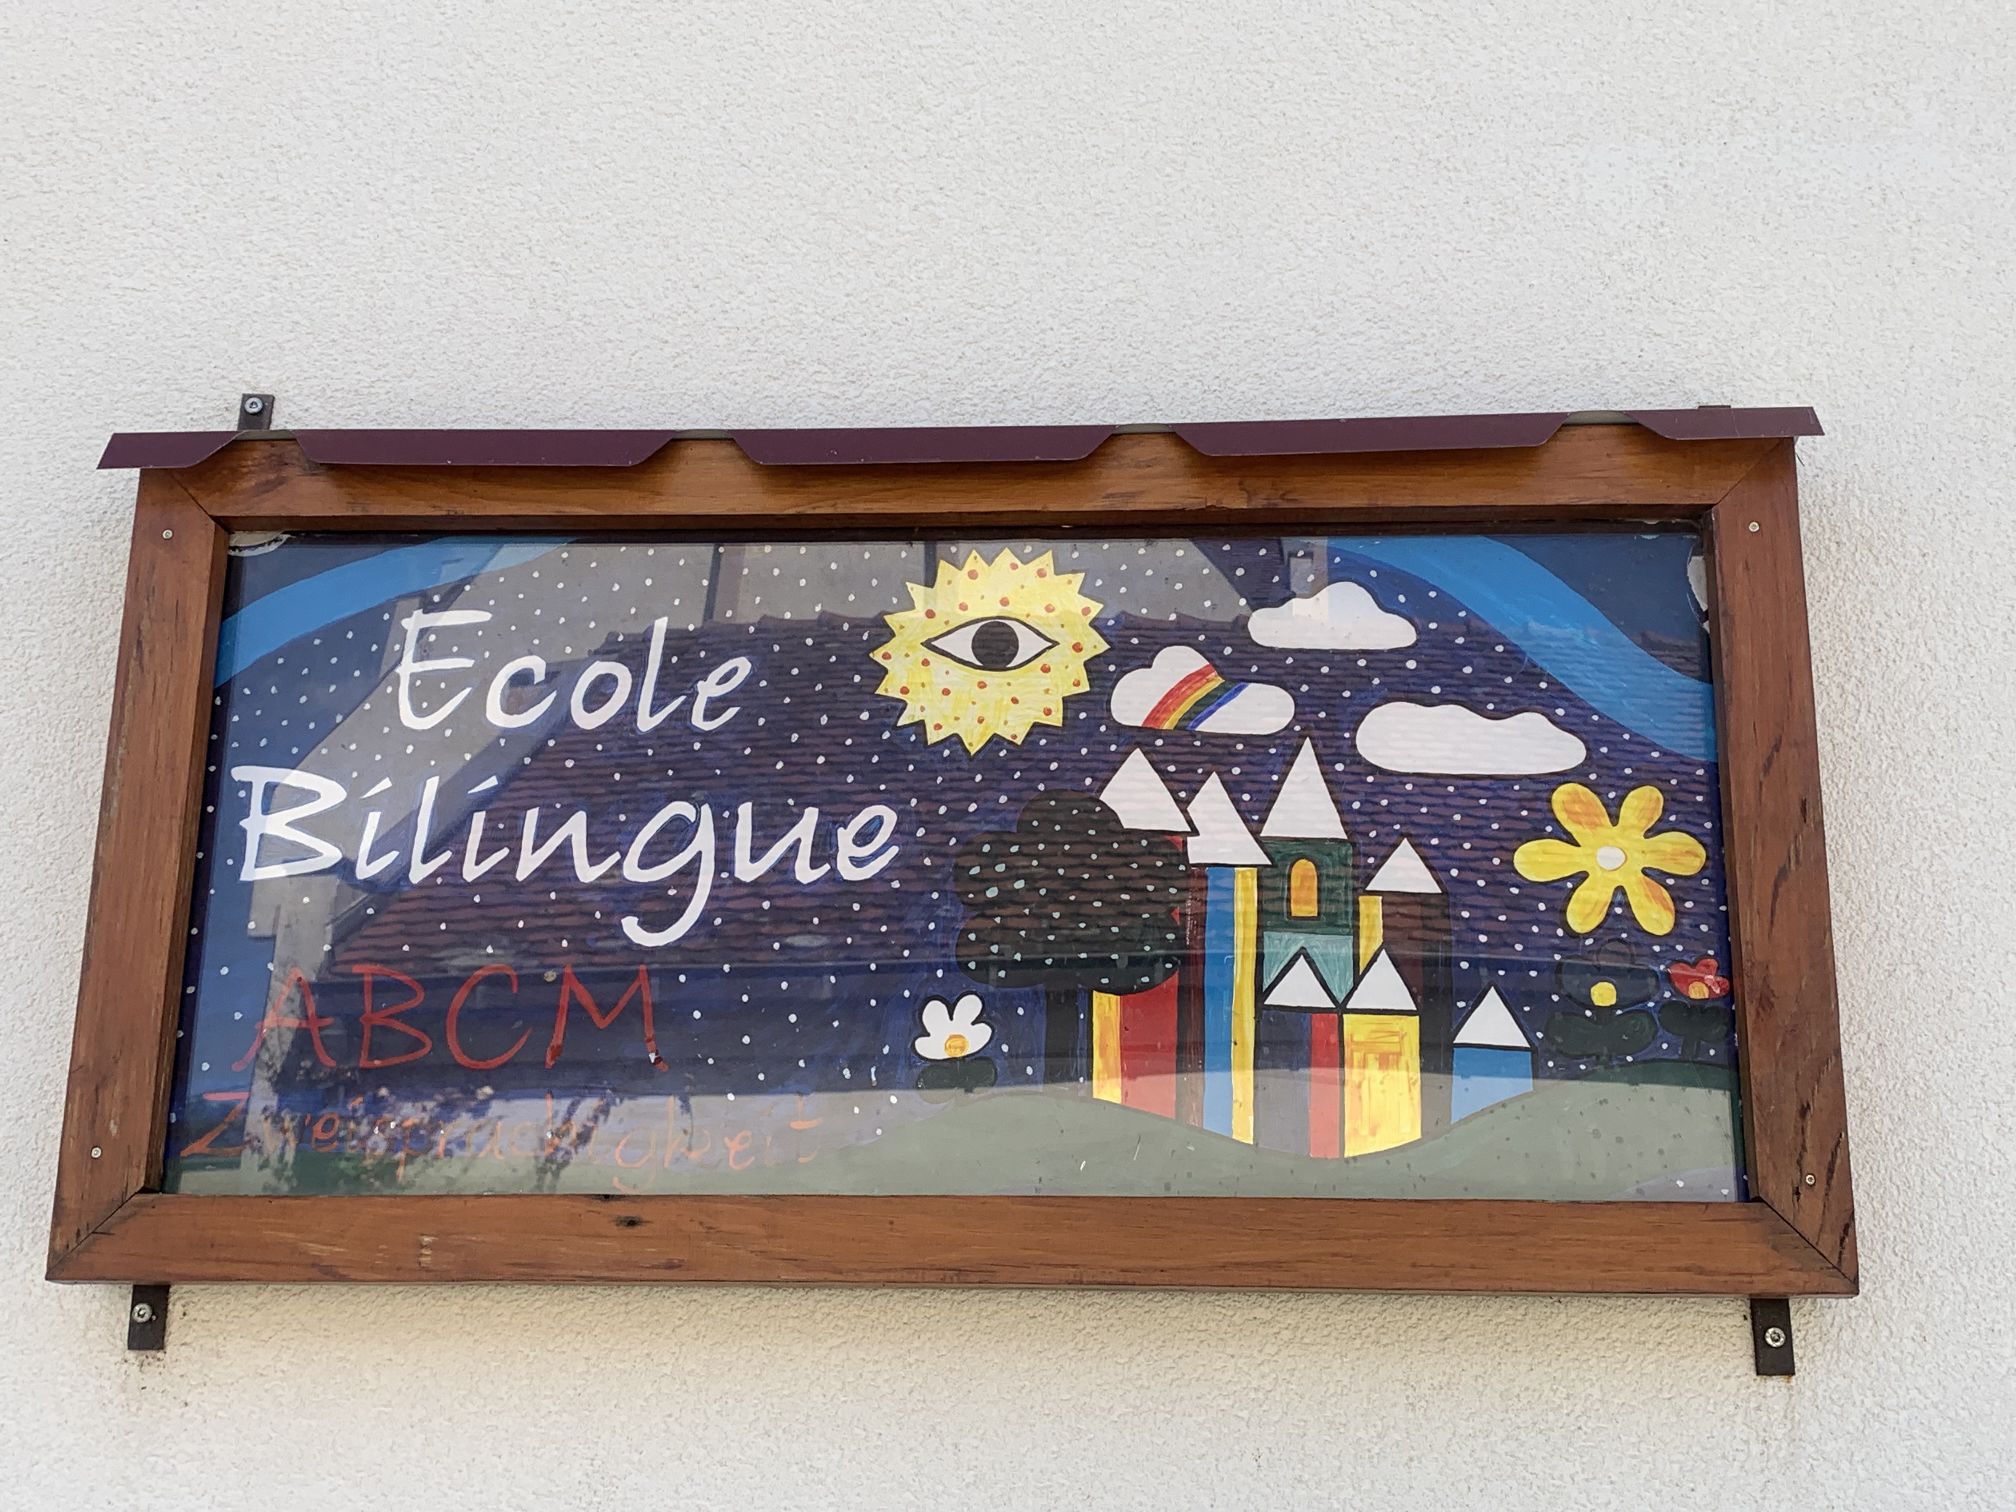 Ecole
Bilingue
ABCM
Zweisprachigkeit